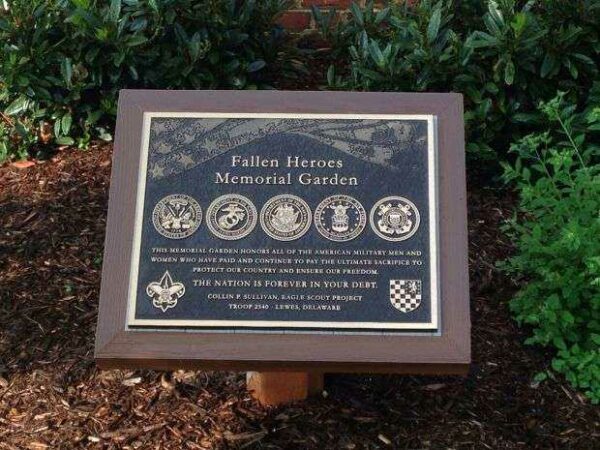 Fallen Heroes
Memorial Garden
THIS MEMORIAL GARDEN HONORS ALL OF THE AMERICAN MILITARY MEN AND
WOMEN WHO HAVE PAID AND CONTINUE TO PAY THE ULTIMATE SACRIFICE TO
PROTECT OUR COUNTRY AND ENSURE OUR FREEDOM.
THE NATION IS FOREVER IN YOUR DEBT.
COLLIN P. SULLIVAN, EAGLE SCOUT PROJECT
TROOP 2540 - LEWES, DELAWARE